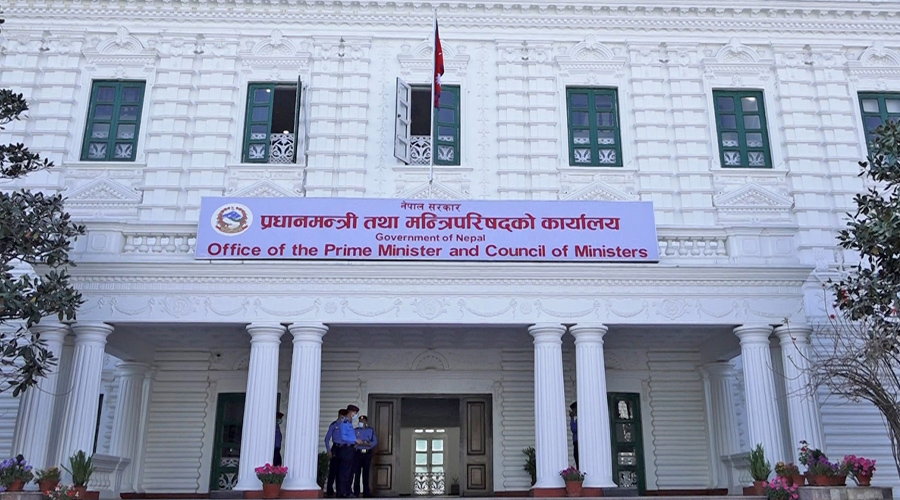 नेपाल सरकार
प्रधानमन्त्री तथा मन्त्रिपरिषद्को कार्यालय
Government of Nepal
Office of the Prime Minister and Council of Ministers